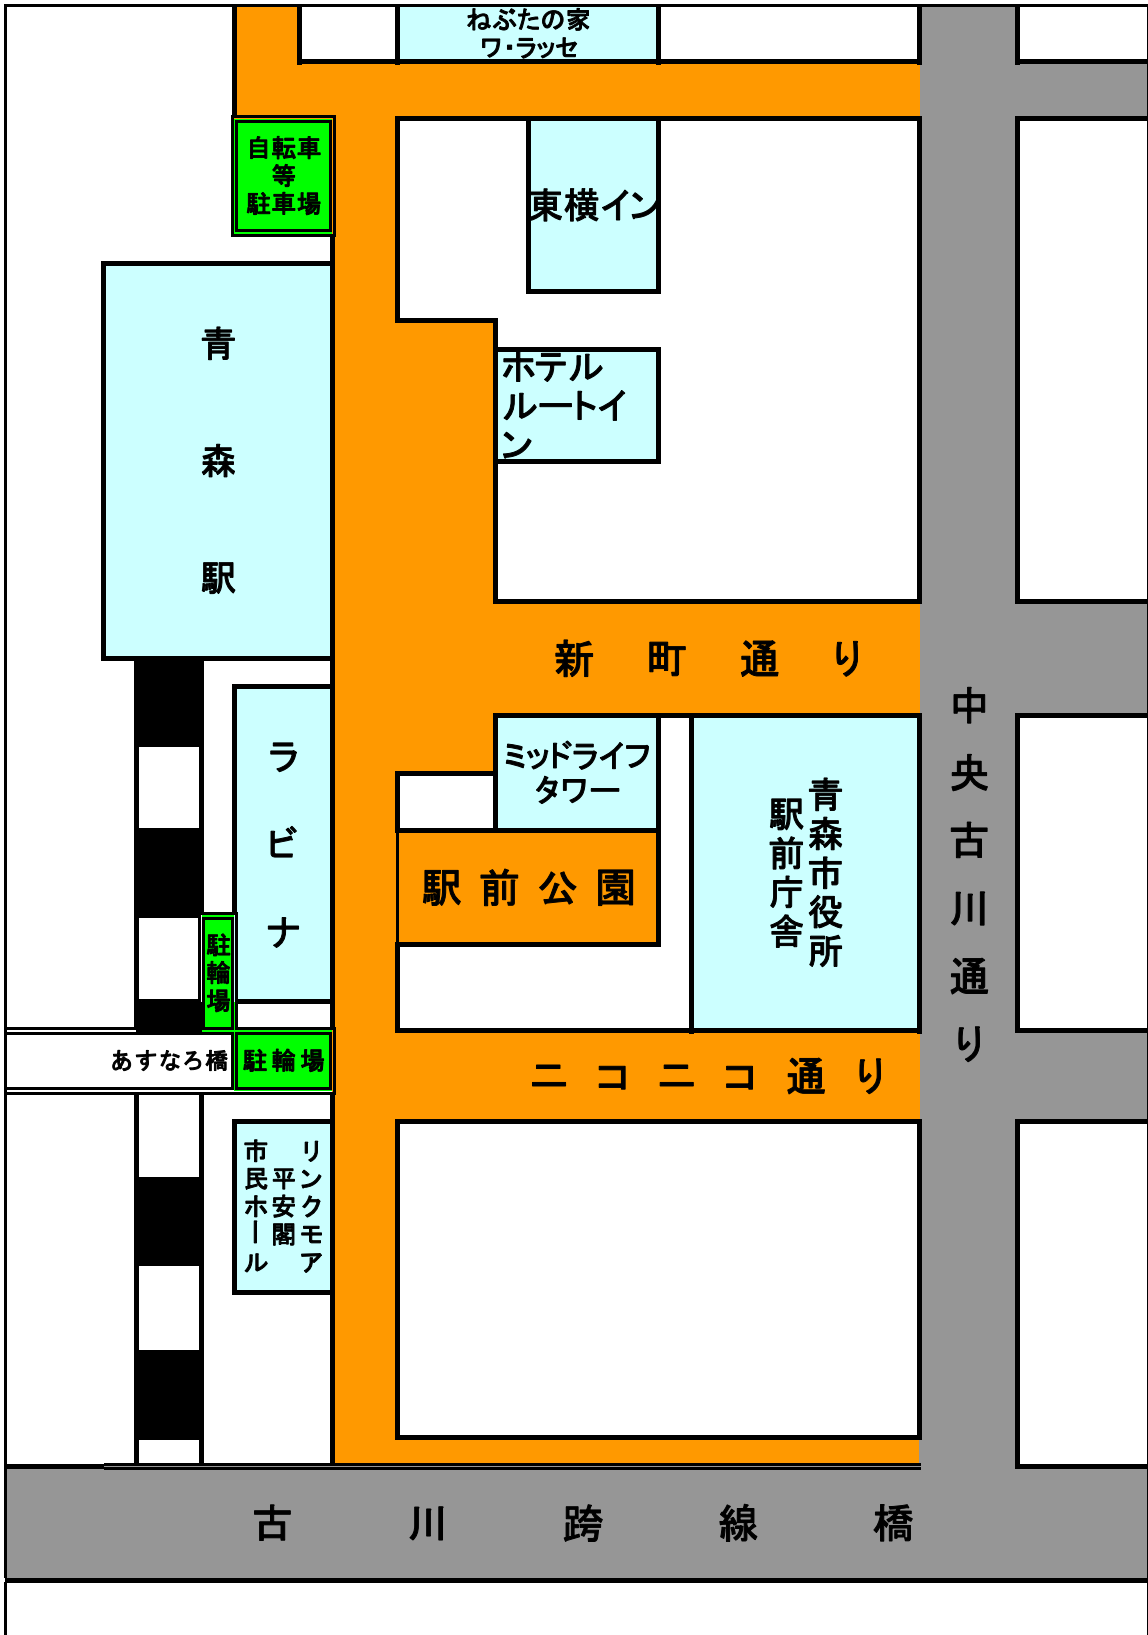 ねぶたの家
ワ・ラッセ
自転車
等
駐車場
東横イン
青森駅
ホテル
ルートイ
ン
新町通り
中央古川通り
ラビナ
ミッドライフ
タワー
青森市役所
駅前庁舎
駅前公園
駐輪場
あすなろ橋
駐輪場
ニコニコ通り
リンクモア
平安閣
市民ホール
古川跨線橋